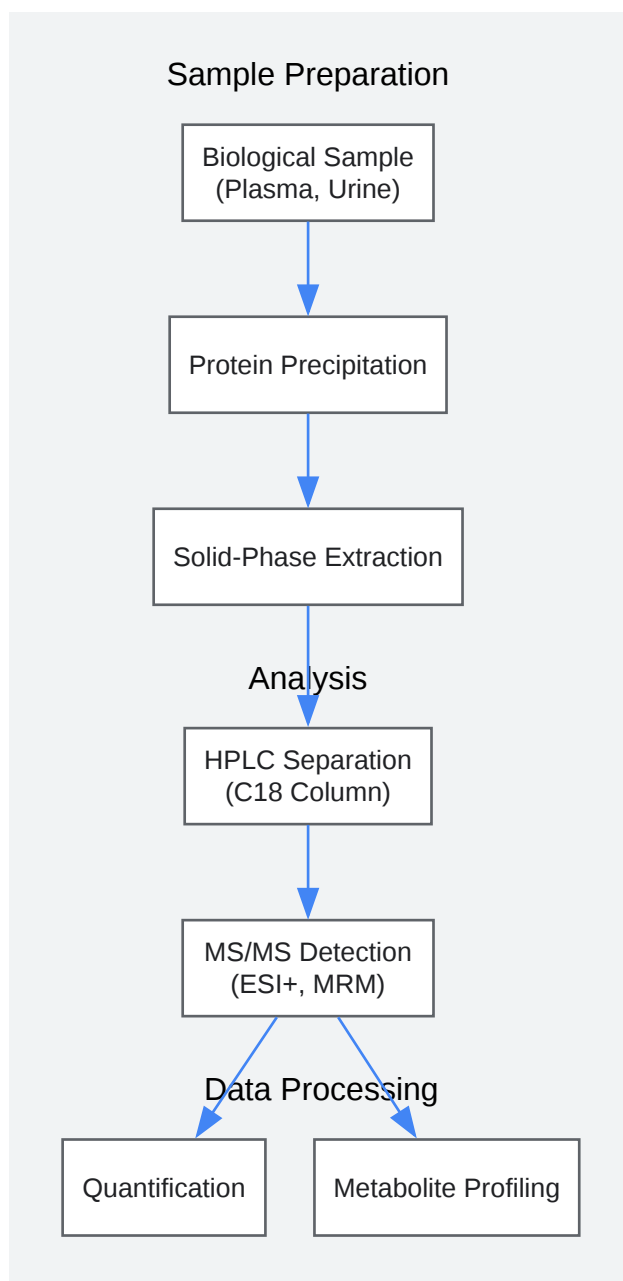 Sample Preparation
Biological Sample
(Plasma, Urine)
Protein Precipitation
Solid-Phase Extraction
Analysis
HPLC Separation
(C18 Column)
MS/MS Detection
(ESI+, MRM)
Data Processing
Quantification
Metabolite Profiling